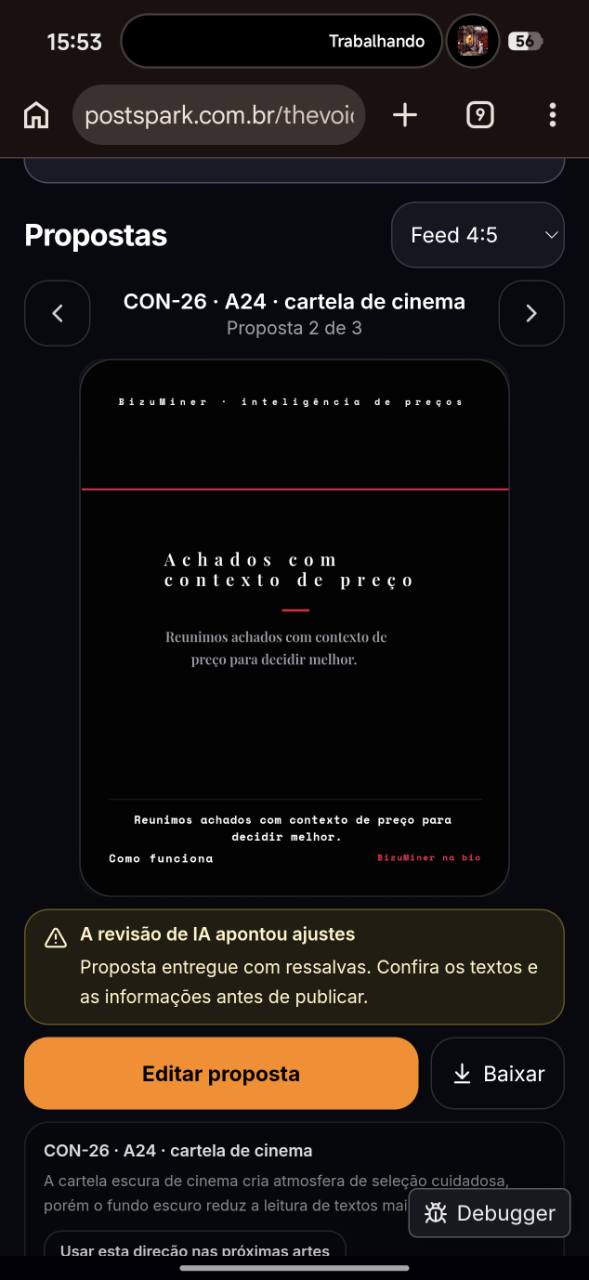 15:53
Trabalhando
56
postspark.com.br/thevoi
9
Propostas
Feed 4:5
CON-26 · A24 · cartela de cinema
Proposta 2 de 3
BizuMiner · inteligência de preços
Achados com
contexto de preço
Reunimos achados com contexto de
preço para decidir melhor.
Reunimos achados com contexto de preço para
decidir melhor.
Como funciona
BizuMiner na bio
A revisão de IA apontou ajustes
Proposta entregue com ressalvas. Confira os textos e
as informações antes de publicar.
Editar proposta
Baixar
CON-26 · A24 · cartela de cinema
A cartela escura de cinema cria atmosfera de seleção cuidadosa,
porém o fundo escuro reduz a leitura de textos mai
Debugger
Usar esta direção nas próximas artes